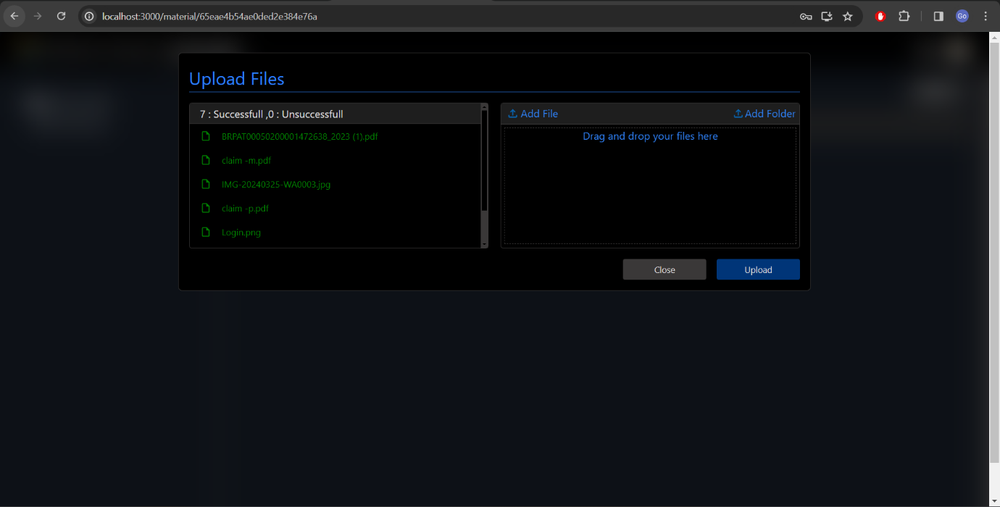 localhost:3000/material/65eae4b54ae0ded2e384e76a
Go
Upload Files
7 : Successfull ,0 : Unsuccessfull
BRPAT00050200001472638_2023 (1).pdf
claim -m.pdf
IMG-20240325-WA0003.jpg
claim -p.pdf
Login.png
Add File
Add Folder
Drag and drop your files here
Close
Upload